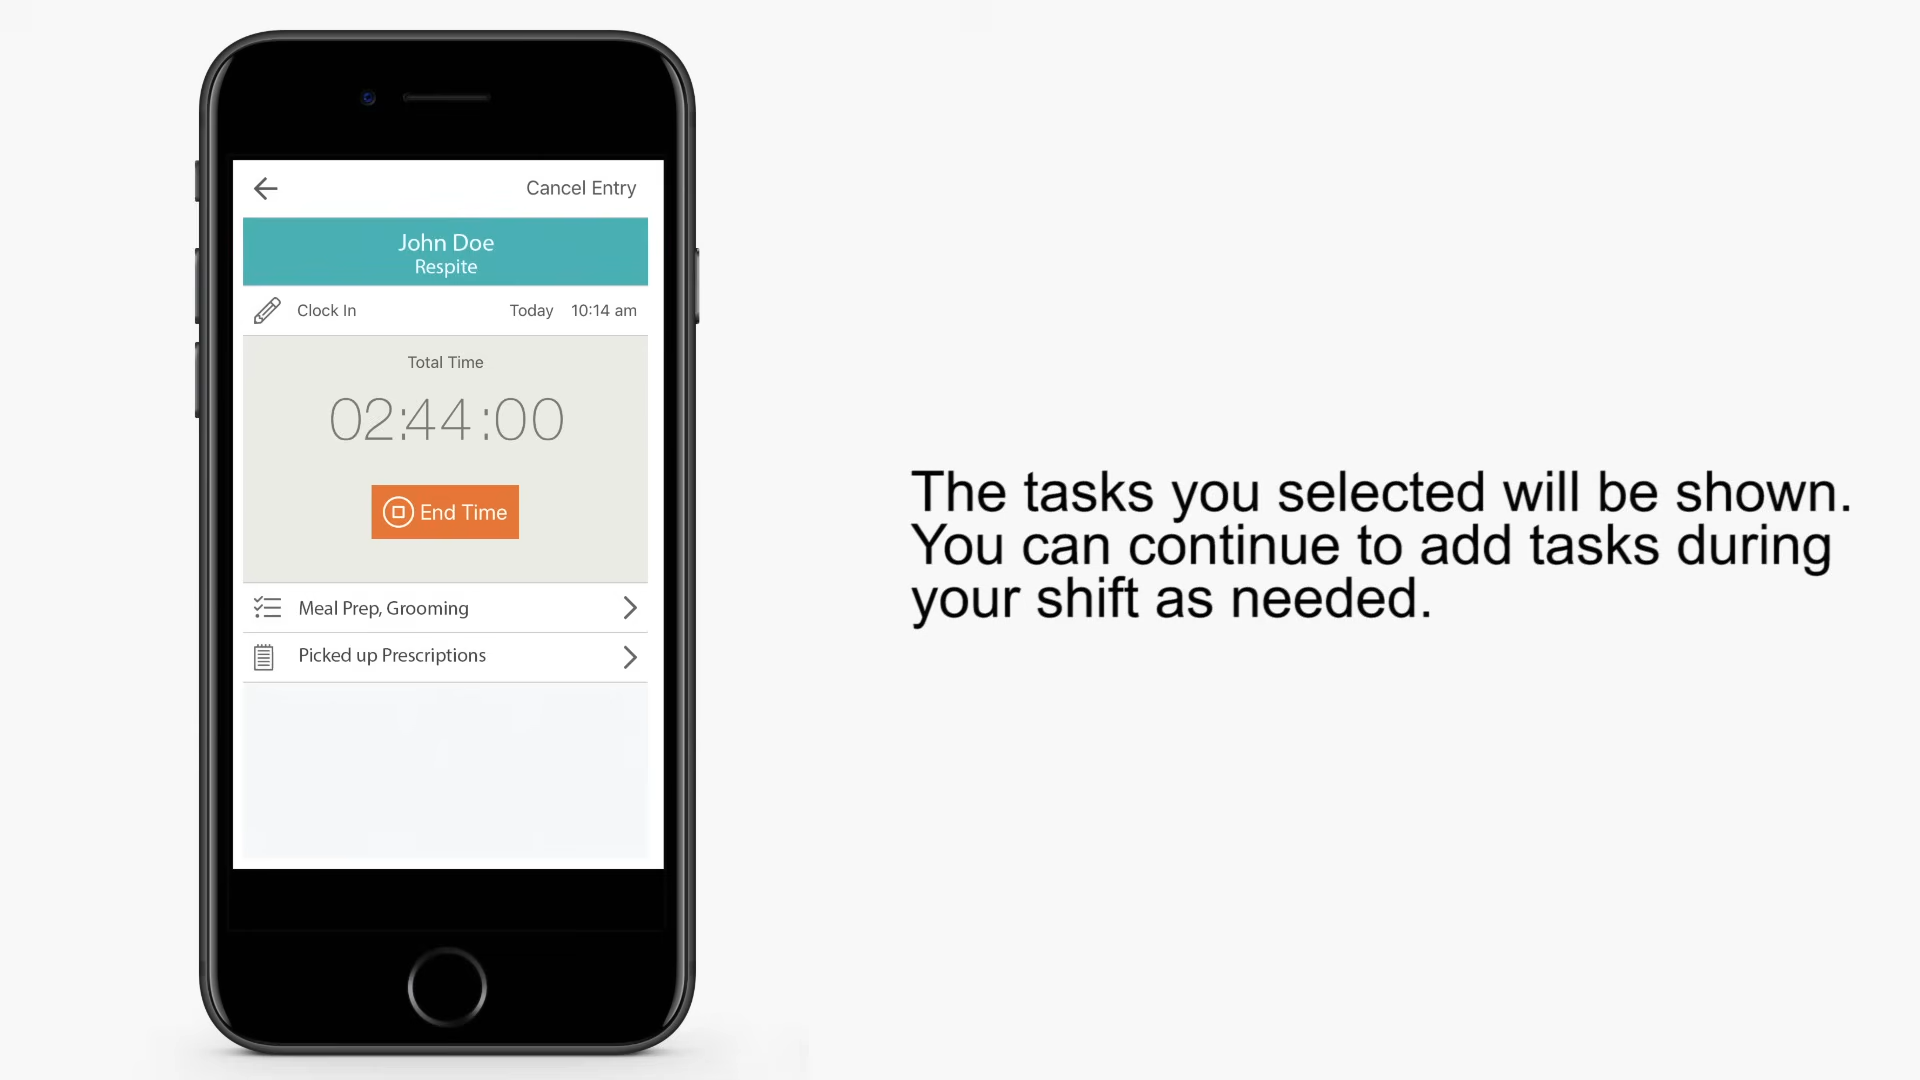 Cancel Entry
John Doe
Respite
Clock In Today 10:14 am
Total Time
02:44:00
End Time
Meal Prep, Grooming
Picked up Prescriptions
The tasks you selected will be shown.
You can continue to add tasks during
your shift as needed.